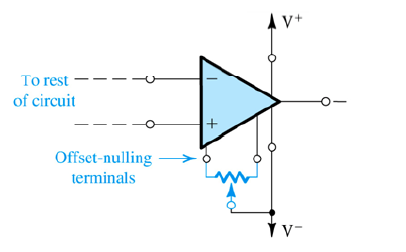 V+
To rest
of circuit
−
+
Offset-nulling
terminals
V−